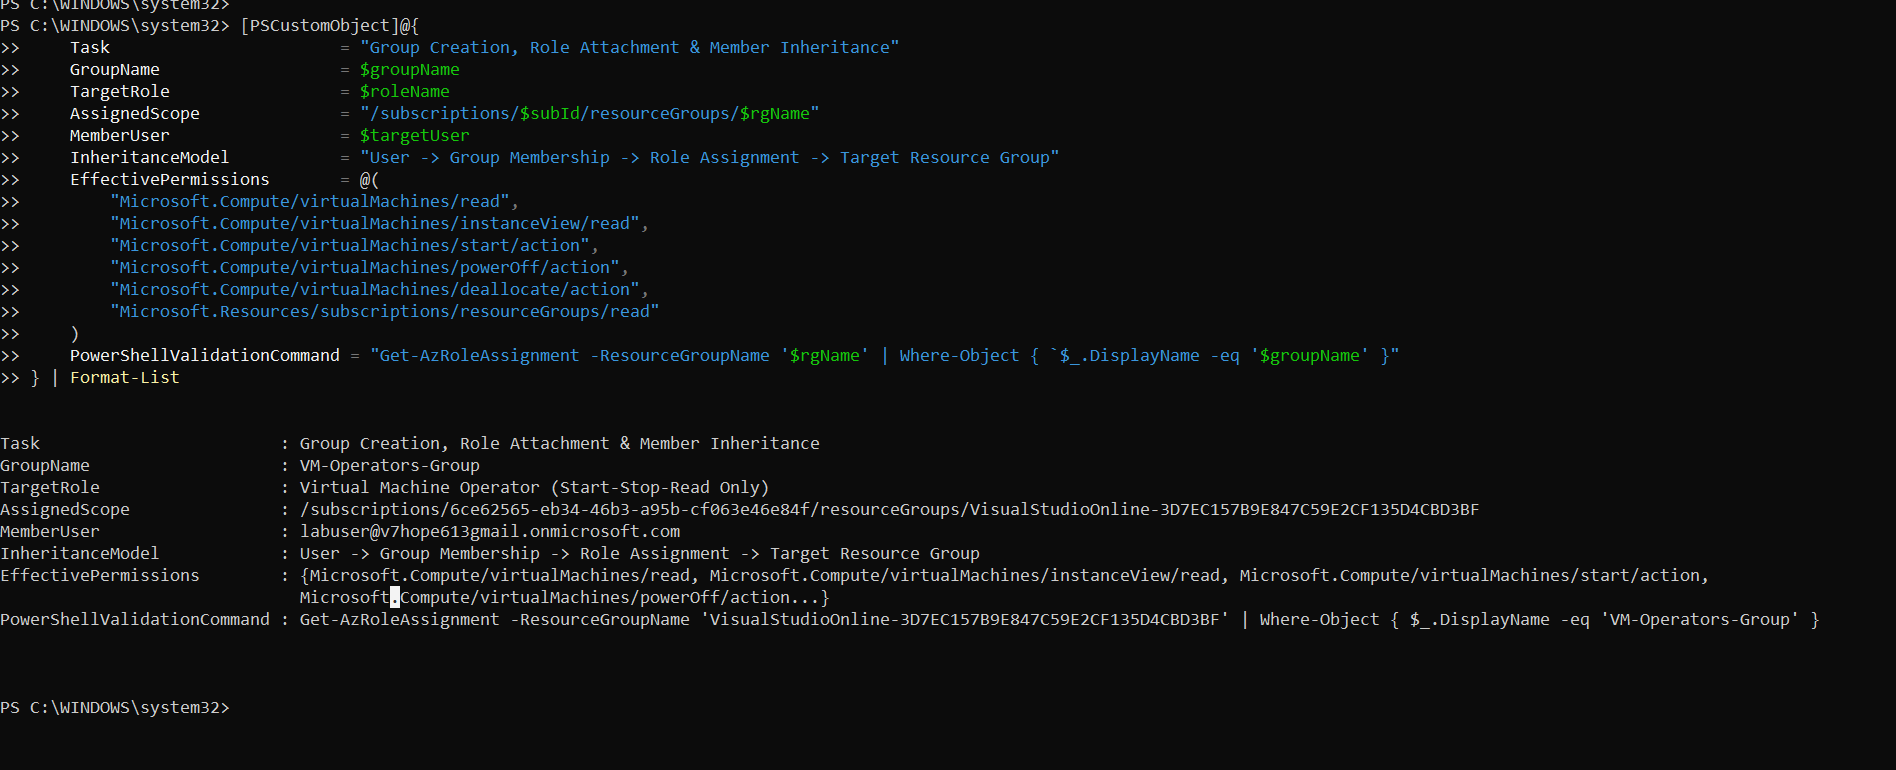 PS C:\WINDOWS\system32>
PS C:\WINDOWS\system32> [PSCustomObject]@{
>>     Task                       = "Group Creation, Role Attachment & Member Inheritance"
>>     GroupName                  = $groupName
>>     TargetRole                 = $roleName
>>     AssignedScope              = "/subscriptions/$subId/resourceGroups/$rgName"
>>     MemberUser                 = $targetUser
>>     InheritanceModel           = "User -> Group Membership -> Role Assignment -> Target Resource Group"
>>     EffectivePermissions       = @(
>>         "Microsoft.Compute/virtualMachines/read",
>>         "Microsoft.Compute/virtualMachines/instanceView/read",
>>         "Microsoft.Compute/virtualMachines/start/action",
>>         "Microsoft.Compute/virtualMachines/powerOff/action",
>>         "Microsoft.Compute/virtualMachines/deallocate/action",
>>         "Microsoft.Resources/subscriptions/resourceGroups/read"
>>     )
>>     PowerShellValidationCommand = "Get-AzRoleAssignment -ResourceGroupName '$rgName' | Where-Object { `$_.DisplayName -eq '$groupName' }"
>> } | Format-List
Task                        : Group Creation, Role Attachment & Member Inheritance
GroupName                   : VM-Operators-Group
TargetRole                  : Virtual Machine Operator (Start-Stop-Read Only)
AssignedScope               : /subscriptions/6ce62565-eb34-46b3-a95b-cf063e46e84f/resourceGroups/VisualStudioOnline-3D7EC157B9E847C59E2CF135D4CBD3BF
MemberUser                  : labuser@v7hope613gmail.onmicrosoft.com
InheritanceModel            : User -> Group Membership -> Role Assignment -> Target Resource Group
EffectivePermissions        : {Microsoft.Compute/virtualMachines/read, Microsoft.Compute/virtualMachines/instanceView/read, Microsoft.Compute/virtualMachines/start/action,
                              Microsoft.Compute/virtualMachines/powerOff/action...}
PowerShellValidationCommand : Get-AzRoleAssignment -ResourceGroupName 'VisualStudioOnline-3D7EC157B9E847C59E2CF135D4CBD3BF' | Where-Object { $_.DisplayName -eq 'VM-Operators-Group' }
PS C:\WINDOWS\system32>